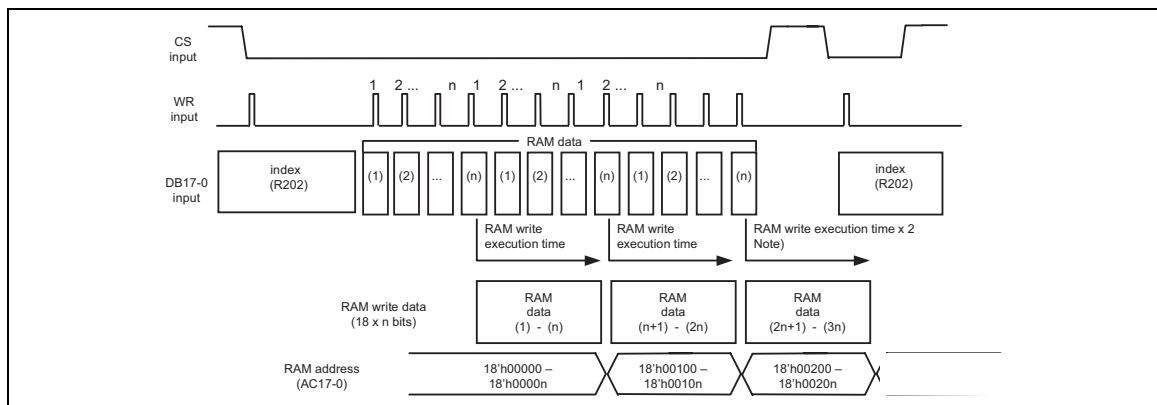 CS
input
1 2 ... n 1 2 ... n 1 2 ... n
WR
input
RAM data
DB17-0
input
index
(R202)
(1) (2) ... (n) (1) (2) ... (n) (1) (2) ... (n)
index
(R202)
RAM write
execution time
RAM write
execution time
RAM write execution time x 2
Note)
RAM write data
(18 x n bits)
RAM
data
(1) - (n)
RAM
data
(n+1) - (2n)
RAM
data
(2n+1) - (3n)
RAM address
(AC17-0)
18'h00000 –
18'h0000n
18'h00100 –
18'h0010n
18'h00200 –
18'h0020n